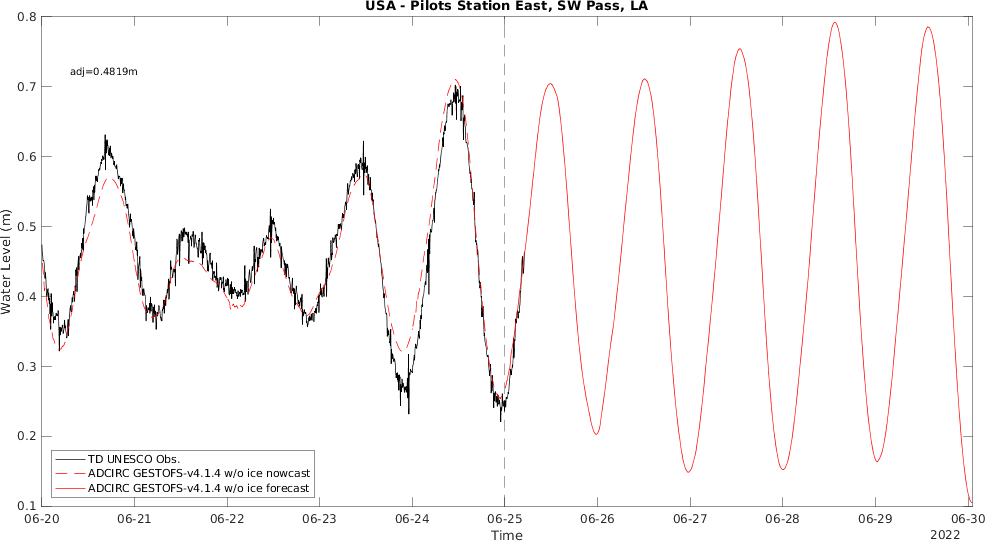 USA - Pilots Station East, SW Pass, LA
adj=0.4819m
Water Level (m)
0.8
0.7
0.6
0.5
0.4
0.3
0.2
0.1
TD UNESCO Obs.
ADCIRC GESTOFS-v4.1.4 w/o ice nowcast
ADCIRC GESTOFS-v4.1.4 w/o ice forecast
06-20 06-21 06-22 06-23 06-24 06-25 06-26 06-27 06-28 06-29 06-30
Time
2022